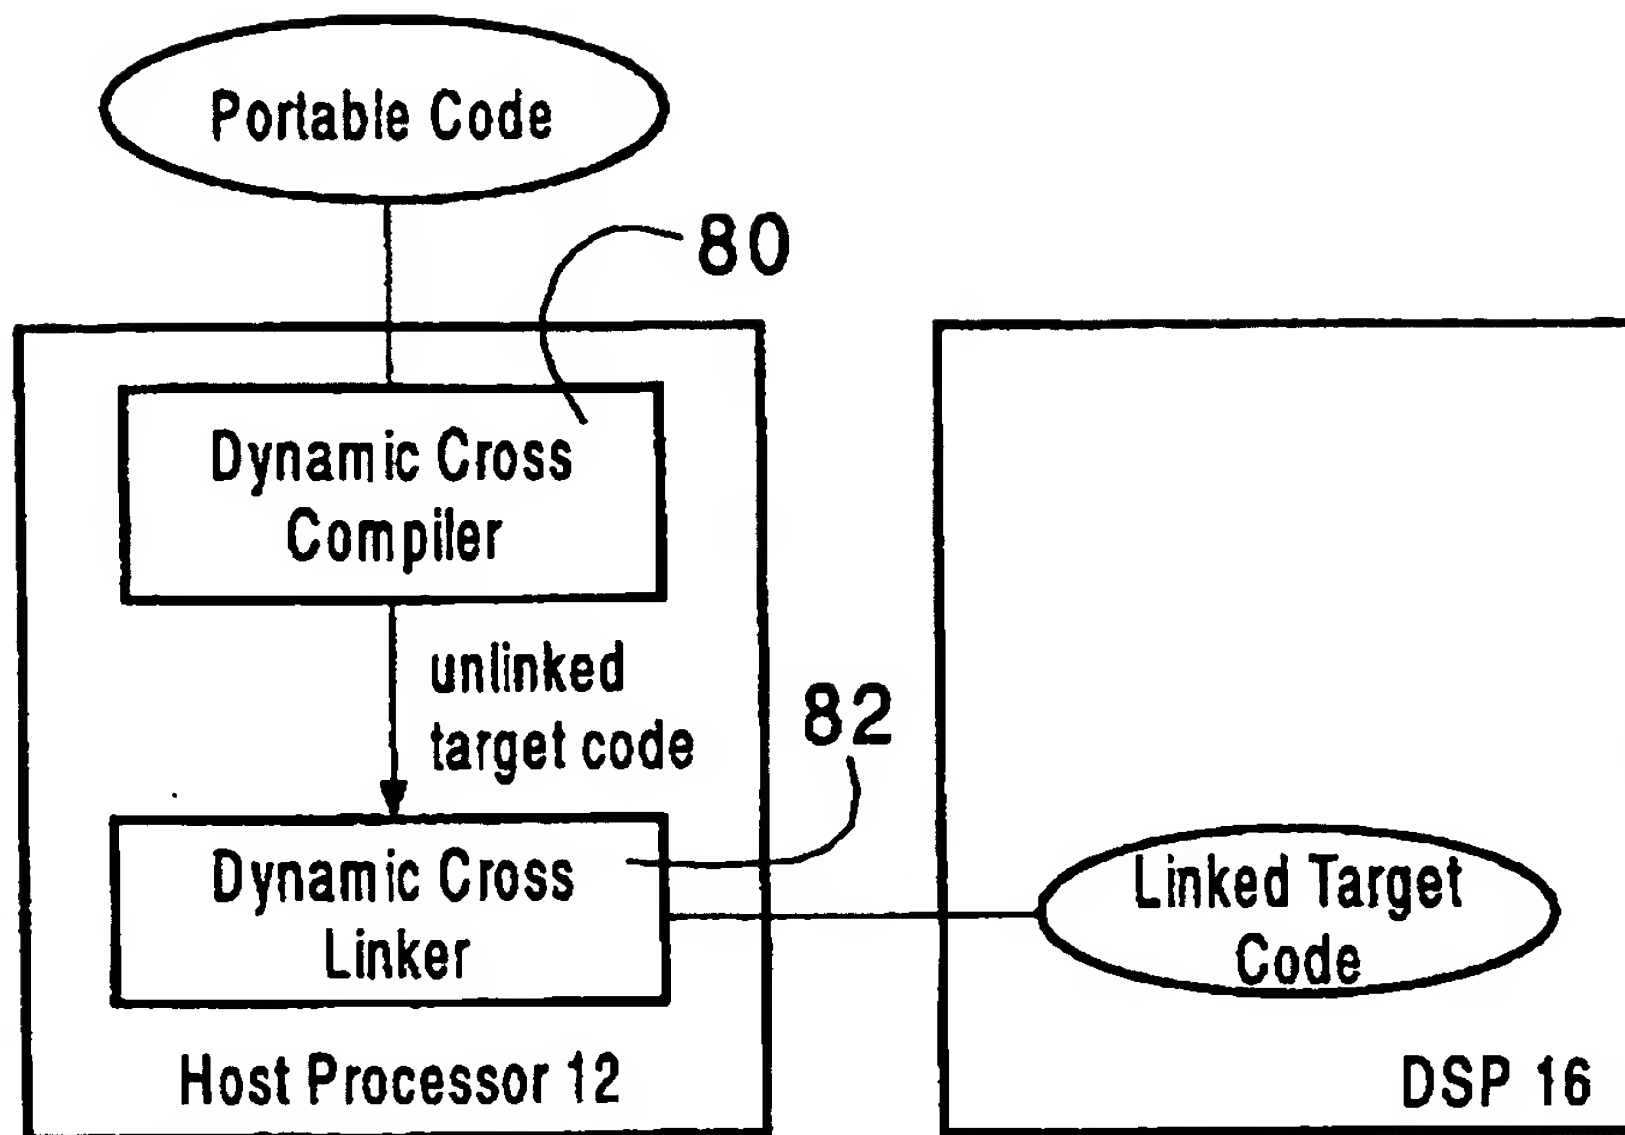 Portable Code
80
Dynamic Cross
Compiler
unlinked
target code
82
Dynamic Cross
Linker
Linked Target
Code
Host Processor 12
DSP 16